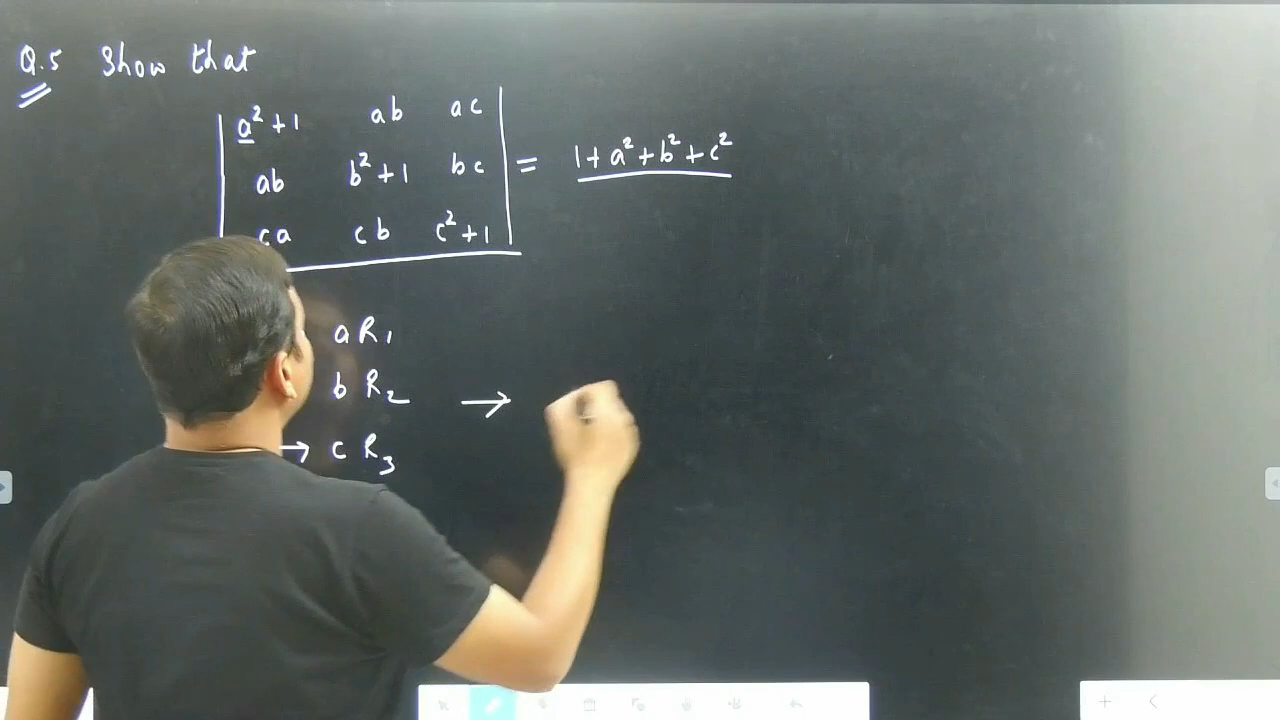 Q.5 Show that
a²+1 ab ac
ab b²+1 bc = 1+a²+b²+c²
ca cb c²+1
aR₁
bR₂ →
→ cR₃